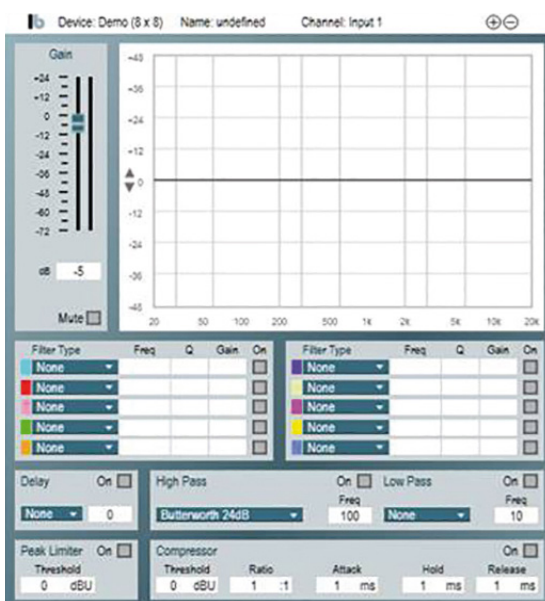 lb Device: Demo (8 x 8) Name: undefined Channel: Input 1
Gain
+24
+12
0
-12
-24
-36
-48
-60
-72
dB -5
Mute
+48
+36
+24
+12
0
-12
-24
-36
-48
20 50 100 200 500 1k 2k 5k 10k 20k
Filter Type Freq Q Gain On
None
None
None
None
None
Filter Type Freq Q Gain On
None
None
None
None
None
Delay On
None 0
High Pass On
Freq
Butterworth 24dB 100
Low Pass On
Freq
None 10
Peak Limiter On
Threshold
0 dBU
Compressor On
Threshold Ratio Attack Hold Release
0 dBU 1 :1 1 ms 1 ms 1 ms